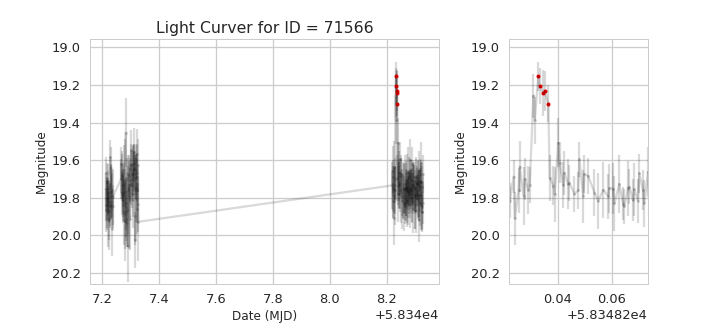 Light Curver for ID = 71566
Magnitude
19.0
19.2
19.4
19.6
19.8
20.0
20.2
7.2 7.4 7.6 7.8 8.0 8.2
Date (MJD)
+5.834e4
Magnitude
19.0
19.2
19.4
19.6
19.8
20.0
20.2
0.04 0.06
+5.83482e4